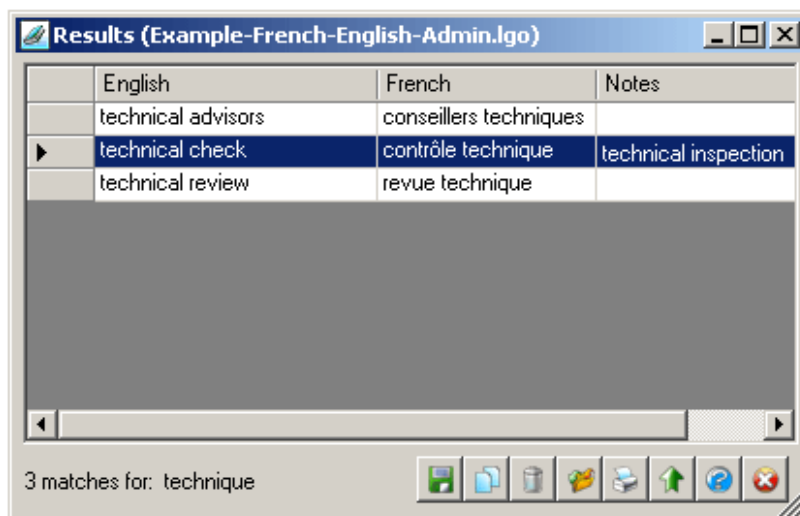 Results (Example-French-English-Admin.lgo)
English French Notes
technical advisors conseillers techniques
technical check contrôle technique technical inspection
technical review revue technique
3 matches for: technique